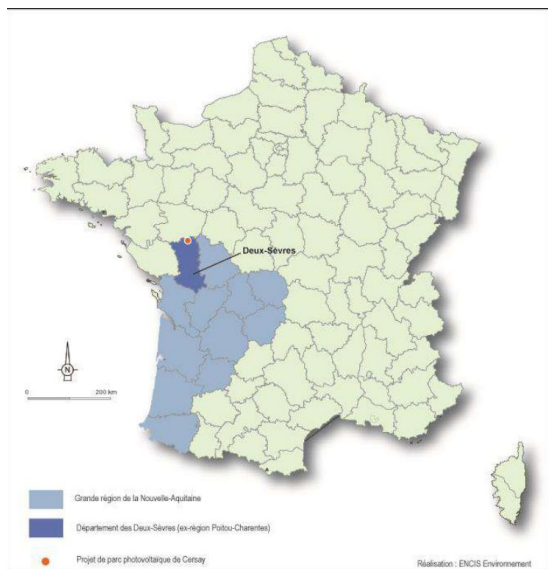 Deux-Sèvres
N
0 200 km
Grande région de la Nouvelle-Aquitaine
Département des Deux-Sèvres (ex-région Poitou-Charentes)
Projet de parc photovoltaïque de Cersay
Réalisation : ENCIS Environnement